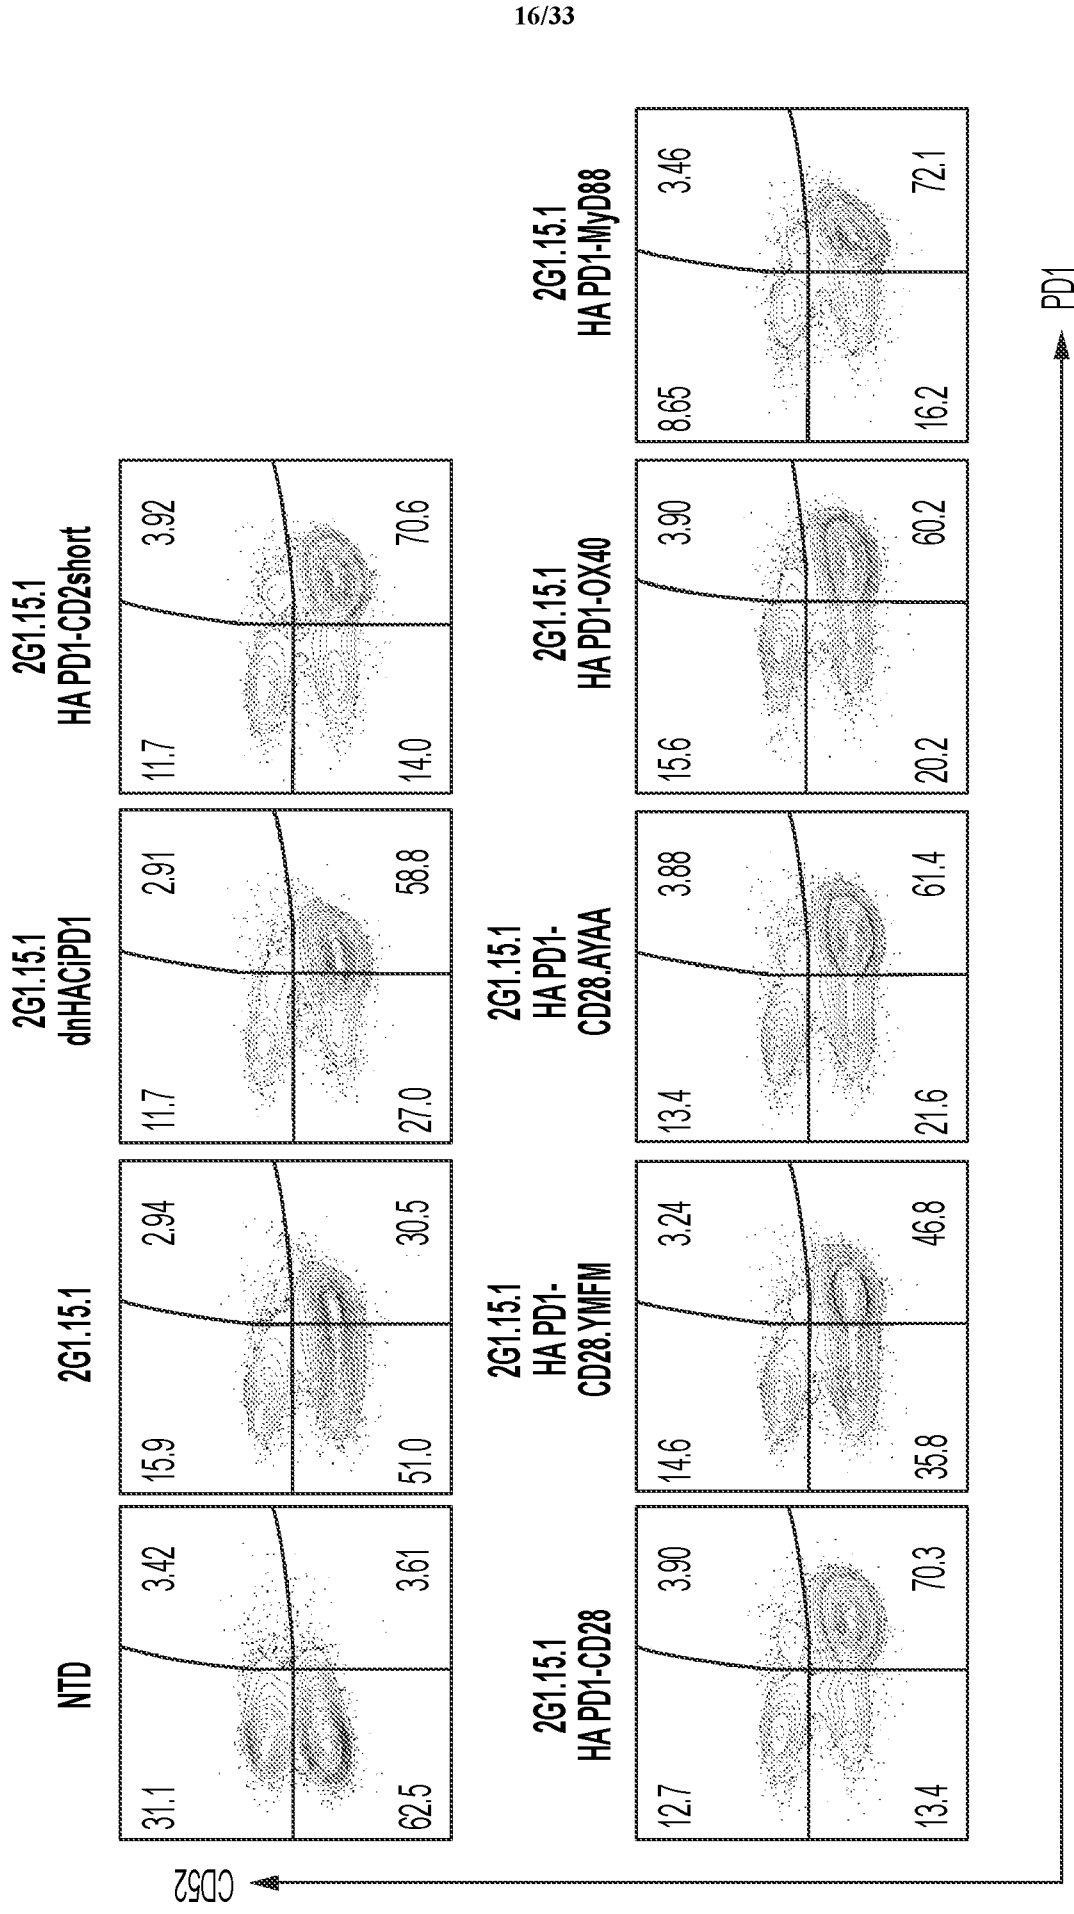 16/33
NTD
31.1
3.42
62.5
3.61
2G1.15.1
15.9
2.94
51.0
30.5
2G1.15.1
dnHACiPD1
11.7
2.91
27.0
58.8
2G1.15.1
HA PD1-CD2short
11.7
3.92
14.0
70.6
2G1.15.1
HA PD1-CD28
12.7
3.90
13.4
70.3
2G1.15.1
HA PD1-
CD28.YMFM
14.6
3.24
35.8
46.8
2G1.15.1
HA PD1-
CD28.AYAA
13.4
3.88
21.6
61.4
2G1.15.1
HA PD1-OX40
15.6
3.90
20.2
60.2
2G1.15.1
HA PD1-MyD88
8.65
3.46
16.2
72.1
CD52
PD1